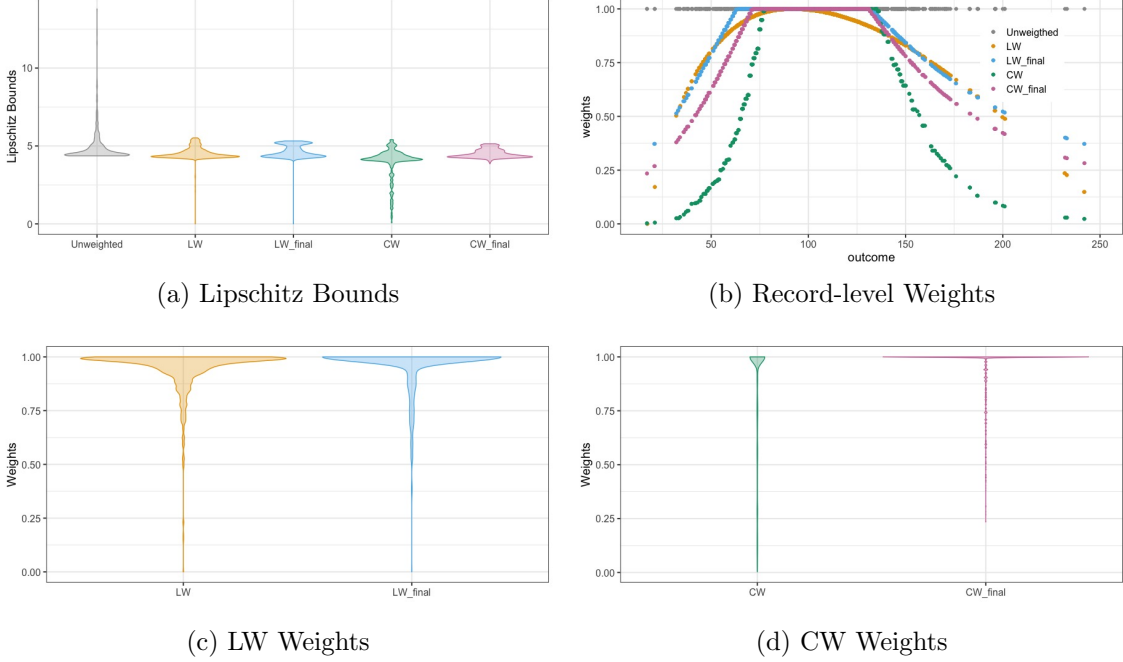 Lipschitz Bounds
10
5
0
Unweighted LW LW_final CW CW_final
(a) Lipschitz Bounds
weights
1.00
0.75
0.50
0.25
0.00
50 100 150 200 250
outcome
Unweigthed
LW
LW_final
CW
CW_final
(b) Record-level Weights
Weights
1.00
0.75
0.50
0.25
0.00
LW LW_final
(c) LW Weights
Weights
1.00
0.75
0.50
0.25
0.00
CW CW_final
(d) CW Weights